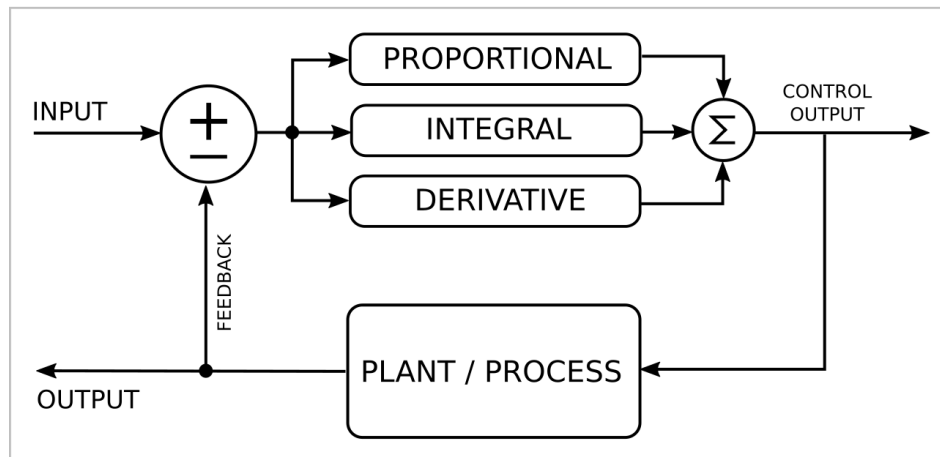 PROPORTIONAL
INPUT
+
−
INTEGRAL
Σ
CONTROL
OUTPUT
DERIVATIVE
FEEDBACK
PLANT / PROCESS
OUTPUT